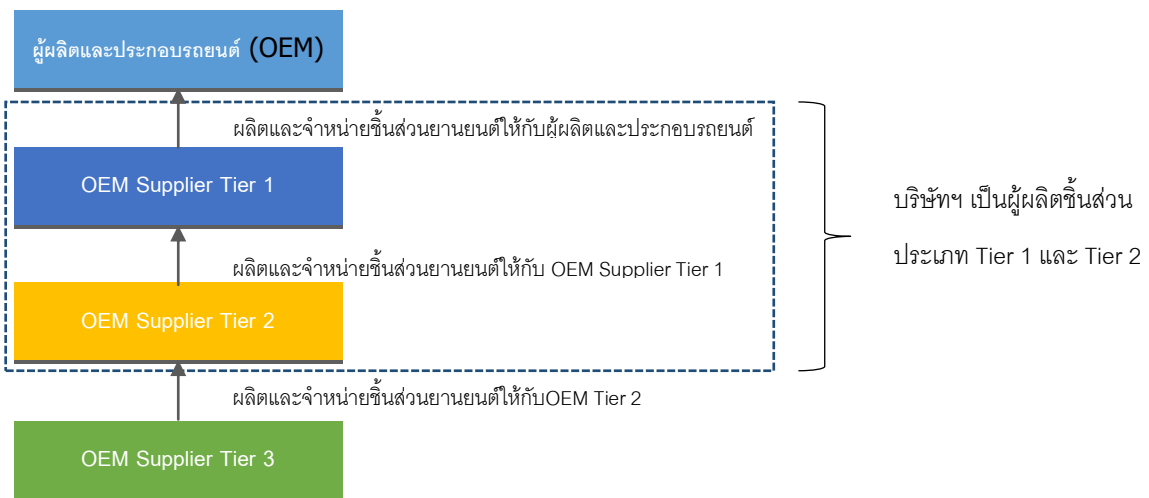 ผู้ผลิตและประกอบรถยนต์ (OEM)
ผลิตและจำหน่ายชิ้นส่วนยานยนต์ให้กับผู้ผลิตและประกอบรถยนต์
OEM Supplier Tier 1
บริษัทฯ เป็นผู้ผลิตชิ้นส่วน
ประเภท Tier 1 และ Tier 2
ผลิตและจำหน่ายชิ้นส่วนยานยนต์ให้กับ OEM Supplier Tier 1
OEM Supplier Tier 2
ผลิตและจำหน่ายชิ้นส่วนยานยนต์ให้กับOEM Tier 2
OEM Supplier Tier 3